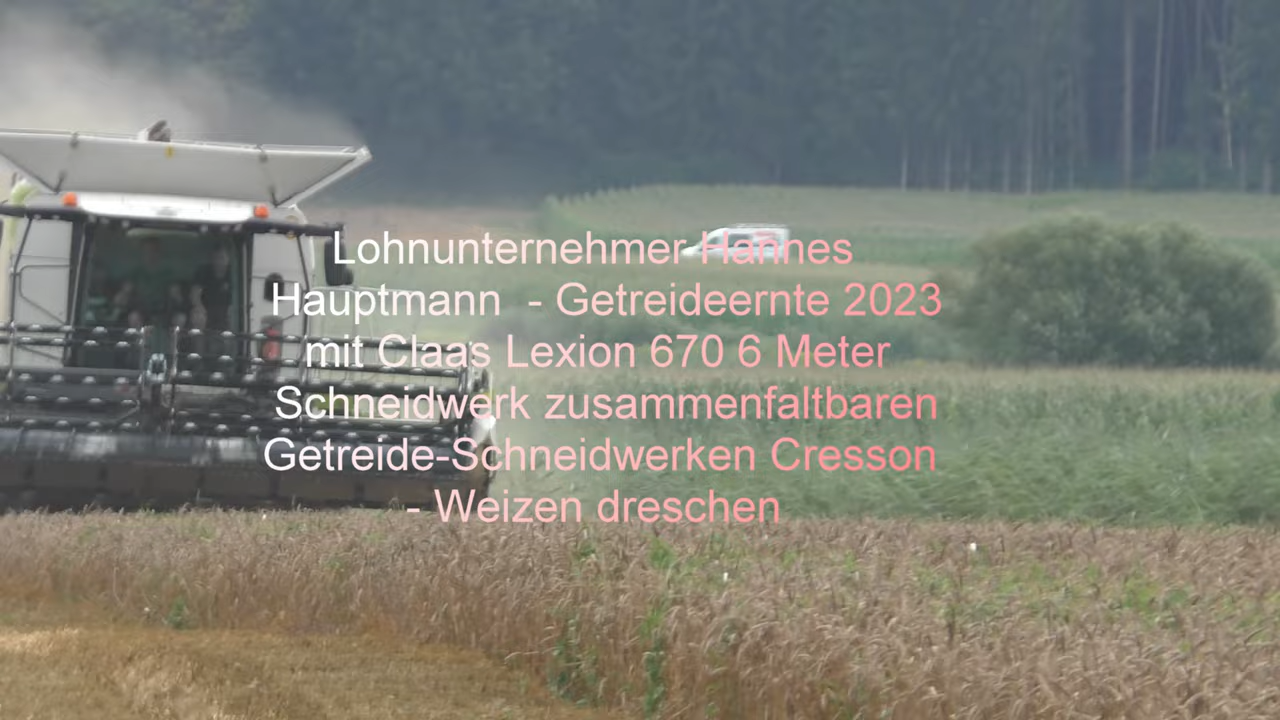 Lohnunternehmer Hannes
Hauptmann - Getreideernte 2023
mit Claas Lexion 670 6 Meter
Schneidwerk zusammenfaltbaren
Getreide-Schneidwerken Cresson
- Weizen dreschen